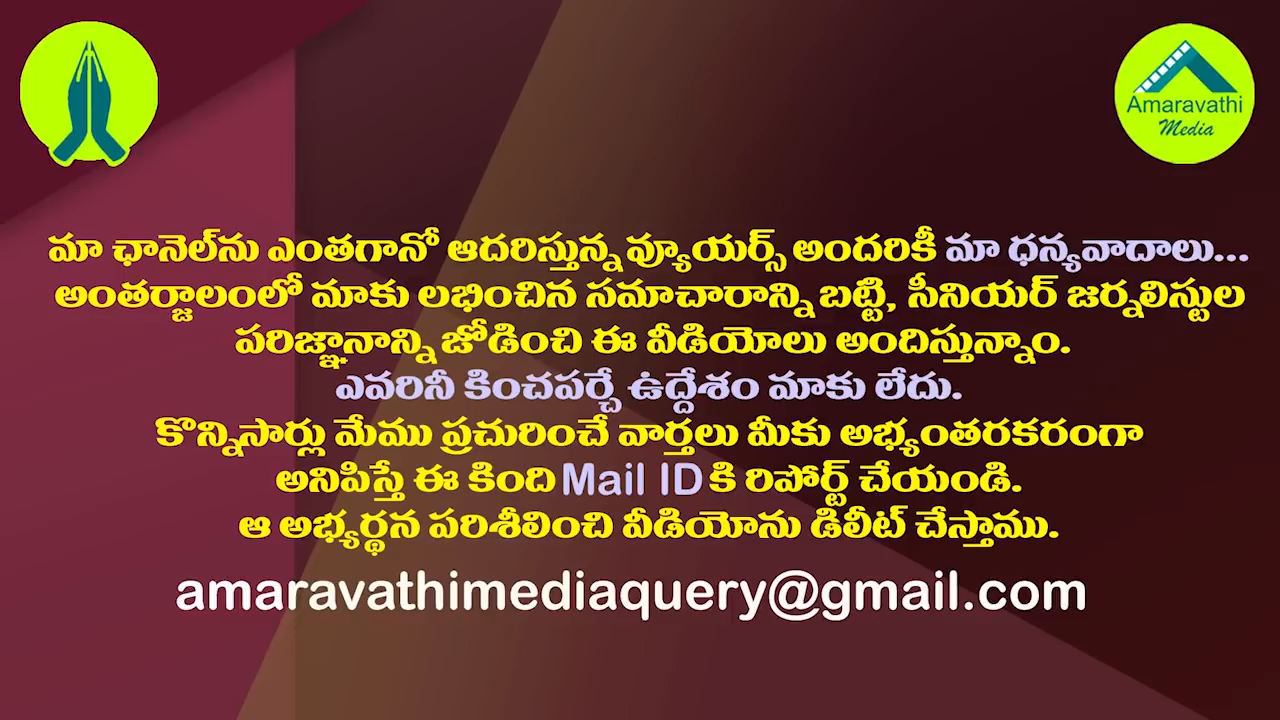 Amaravathi
Media
మా ఛానెల్‌ను ఎంతగానో ఆదరిస్తున్న వ్యూయర్స్ అందరికీ మా ధన్యవాదాలు...
అంతర్జాలంలో మాకు లభించిన సమాచారాన్ని బట్టి, సీనియర్ జర్నలిస్టుల
పరిజ్ఞానాన్ని జోడించి ఈ వీడియోలు అందిస్తున్నాం.
ఎవరినీ కించపర్చే ఉద్దేశం మాకు లేదు.
కొన్నిసార్లు మేము ప్రచురించే వార్తలు మీకు అభ్యంతరకరంగా
అనిపిస్తే ఈ కింది Mail ID కి రిపోర్ట్ చేయండి.
ఆ అభ్యర్థన పరిశీలించి వీడియోను డిలీట్ చేస్తాము.
amaravathimediaquery@gmail.com